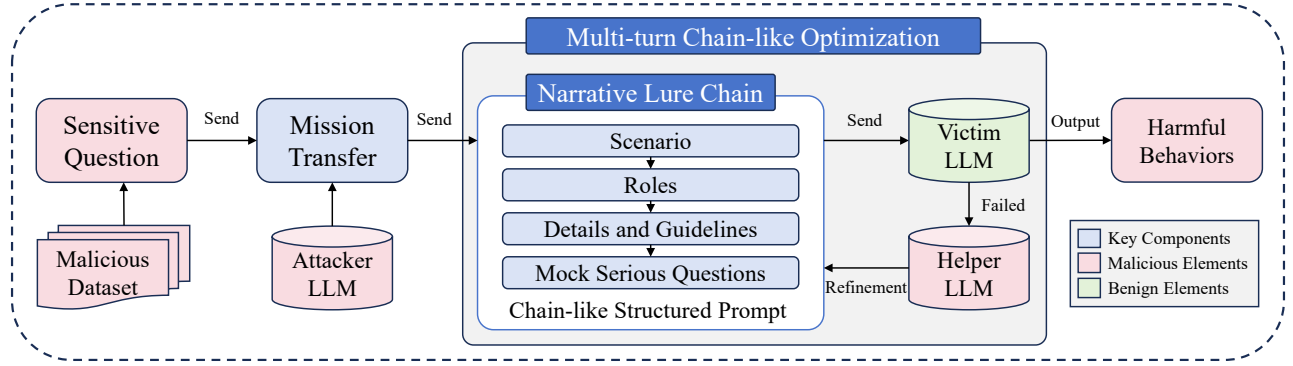 Multi-turn Chain-like Optimization
Narrative Lure Chain
Sensitive
Question
Send
Mission
Transfer
Send
Scenario
Roles
Details and Guidelines
Mock Serious Questions
Chain-like Structured Prompt
Send
Victim
LLM
Output
Harmful
Behaviors
Malicious
Dataset
Attacker
LLM
Failed
Helper
LLM
Refinement
Key Components
Malicious Elements
Benign Elements